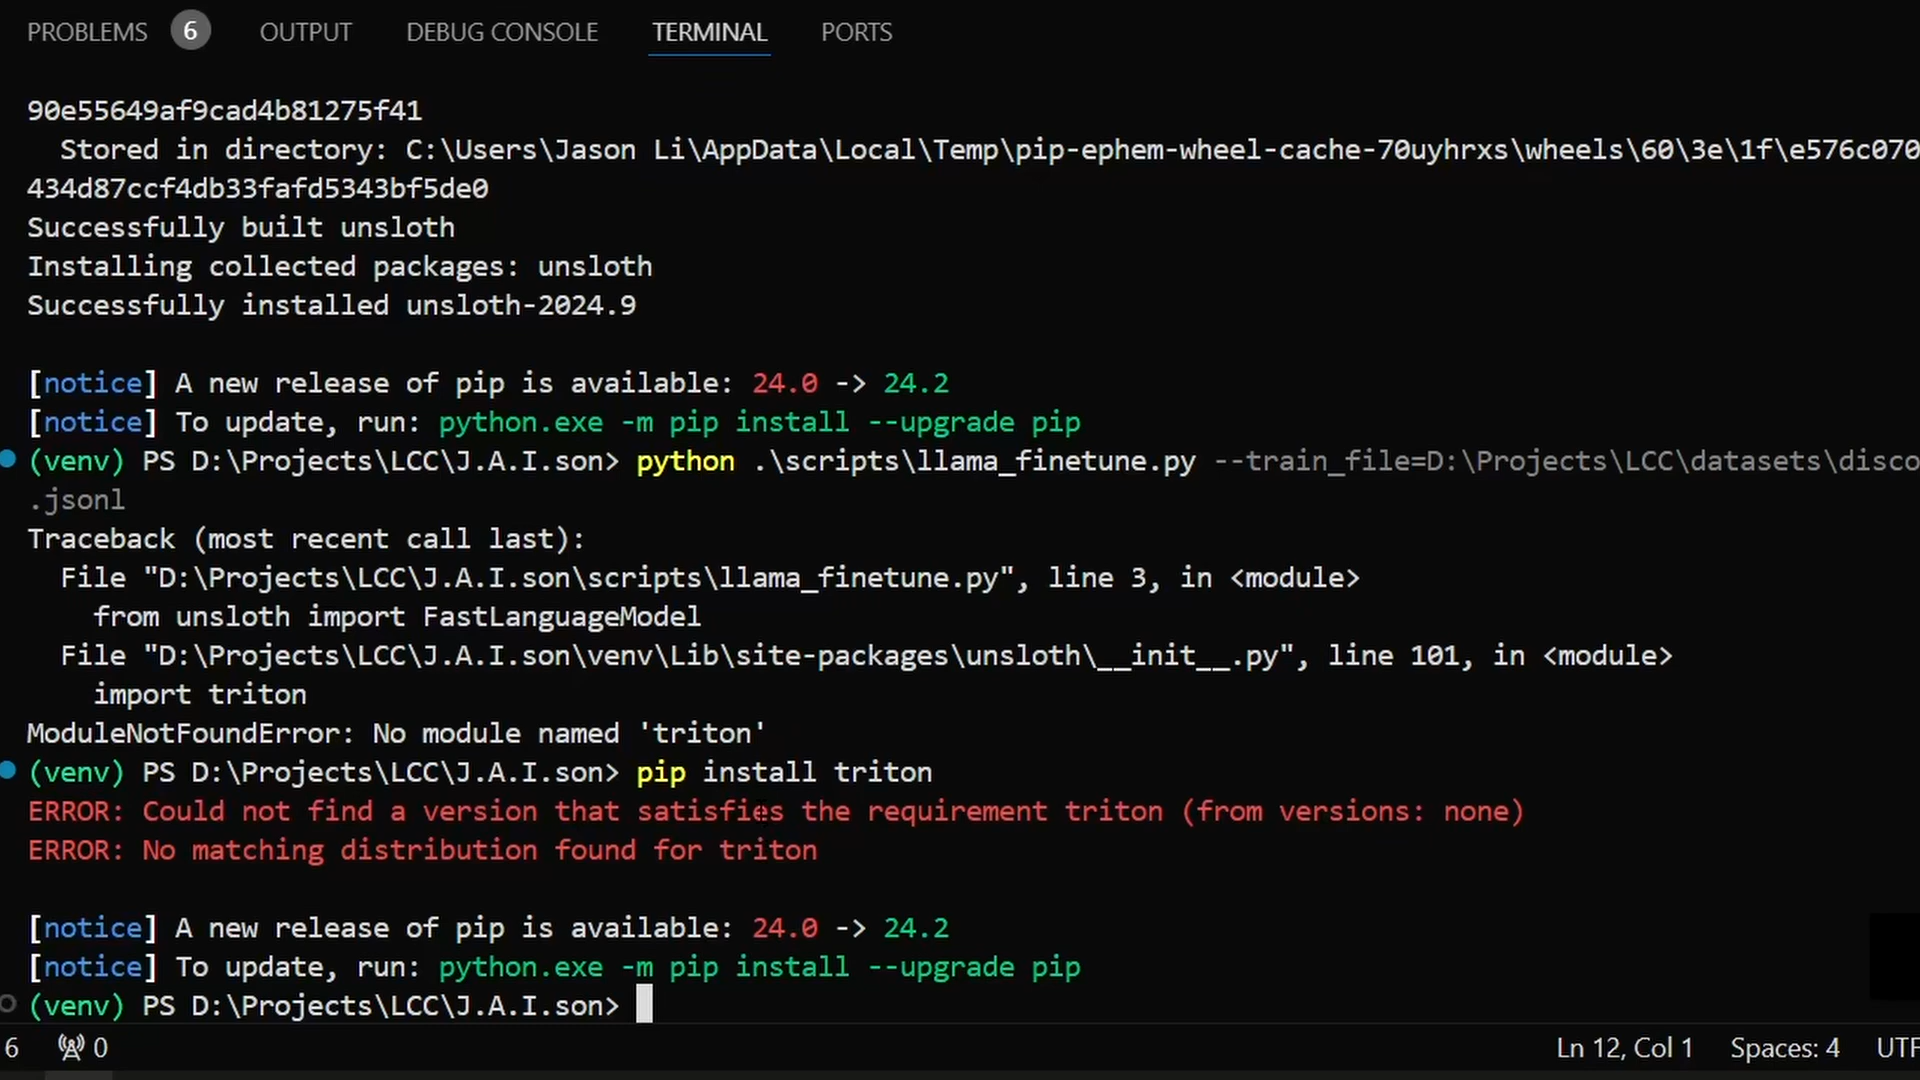 PROBLEMS 6 OUTPUT DEBUG CONSOLE TERMINAL PORTS
90e55649af9cad4b81275f41
Stored in directory: C:\Users\Jason Li\AppData\Local\Temp\pip-ephem-wheel-cache-70uyhrxs\wheels\60\3e\1f\e576c070
434d87ccf4db33fafd5343bf5de0
Successfully built unsloth
Installing collected packages: unsloth
Successfully installed unsloth-2024.9
[notice] A new release of pip is available: 24.0 -> 24.2
[notice] To update, run: python.exe -m pip install --upgrade pip
(venv) PS D:\Projects\LCC\J.A.I.son> python .\scripts\llama_finetune.py --train_file=D:\Projects\LCC\datasets\disco
.jsonl
Traceback (most recent call last):
File "D:\Projects\LCC\J.A.I.son\scripts\llama_finetune.py", line 3, in <module>
from unsloth import FastLanguageModel
File "D:\Projects\LCC\J.A.I.son\venv\Lib\site-packages\unsloth\__init__.py", line 101, in <module>
import triton
ModuleNotFoundError: No module named 'triton'
(venv) PS D:\Projects\LCC\J.A.I.son> pip install triton
ERROR: Could not find a version that satisfies the requirement triton (from versions: none)
ERROR: No matching distribution found for triton
[notice] A new release of pip is available: 24.0 -> 24.2
[notice] To update, run: python.exe -m pip install --upgrade pip
(venv) PS D:\Projects\LCC\J.A.I.son>
6 0 Ln 12, Col 1 Spaces: 4 UTF